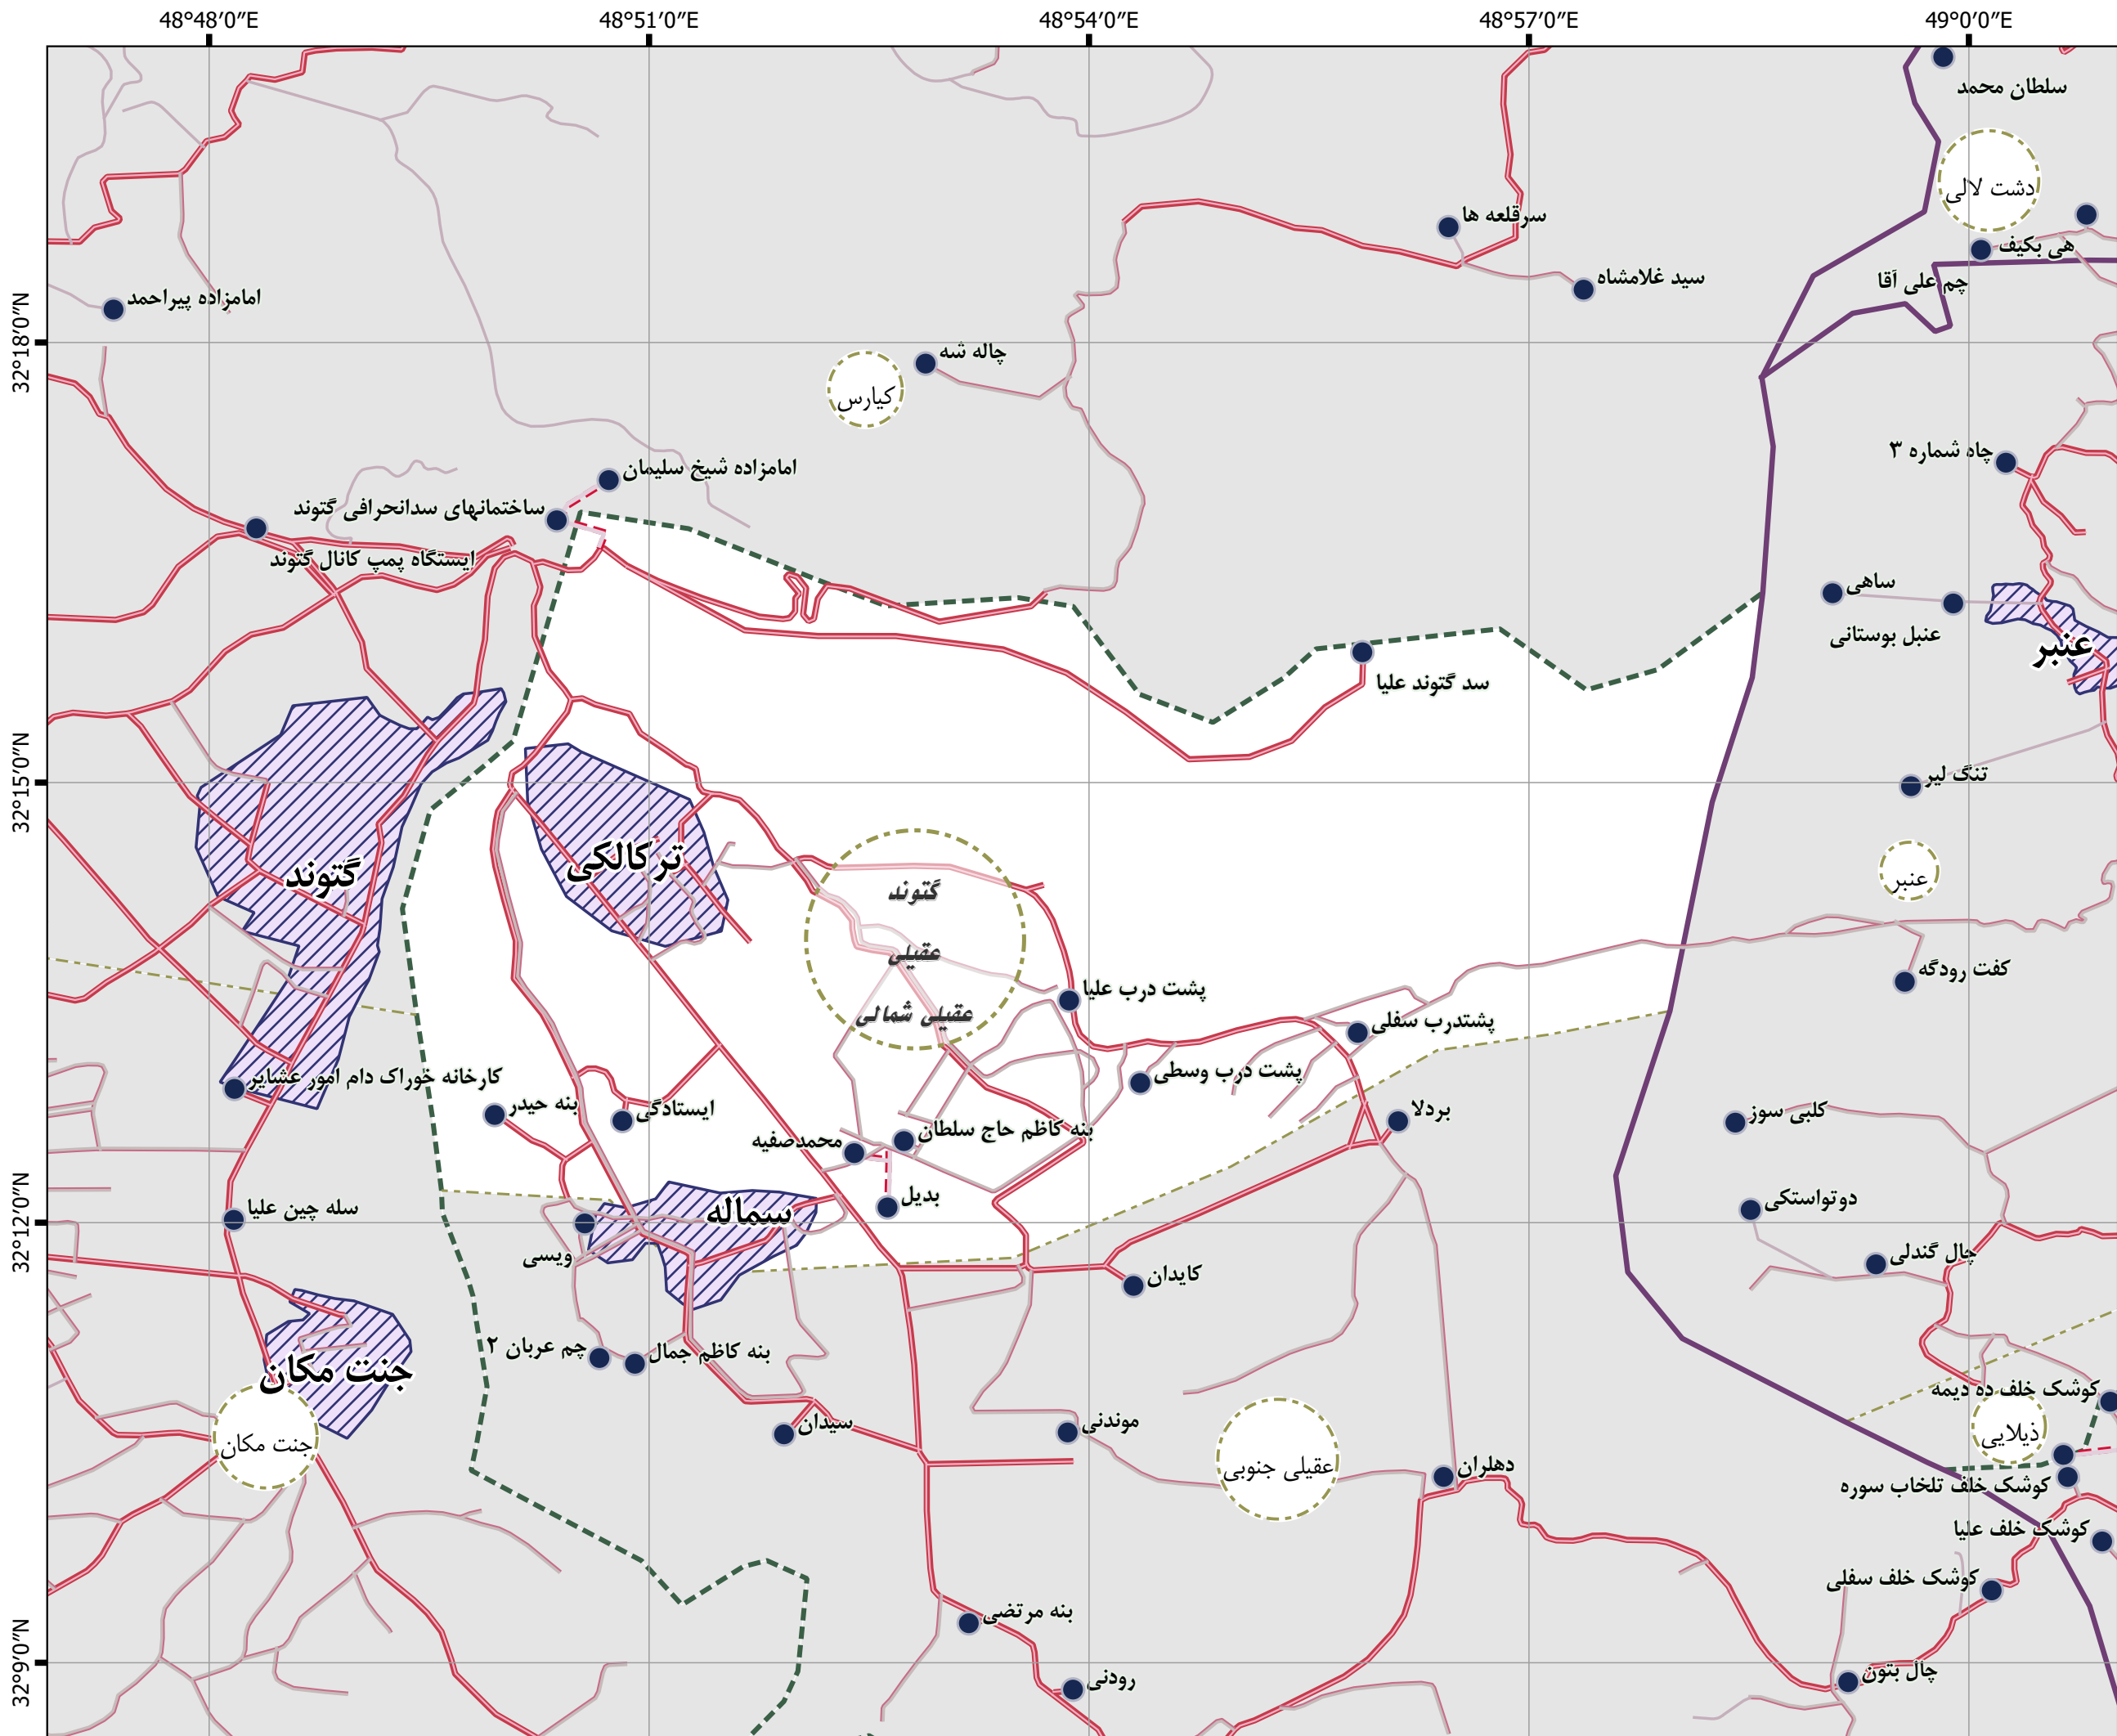 48°48′0″E
48°51′0″E
48°54′0″E
48°57′0″E
49°0′0″E
سلطان محمد
دشت لالی
سرقلعه ها
هی بکیف
سید غلامشاه
چم علی آقا
امامزاده پیراحمد
32°18′0″N
چاله شه
کیارس
چاه شماره ۳
امامزاده شیخ سلیمان
ساختمانهای سدانحرافی گتوند
ایستگاه پمپ کانال گتوند
ساهی
عنبل بوستانی
عنبر
سد گتوند علیا
32°15′0″N
تنگ لیر
ترکالکی
گتوند
گتوند
عقیلی
عقیلی شمالی
عنبر
کفت رودگه
پشت درب علیا
پشتدرب سفلی
پشت درب وسطی
کارخانه خوراک دام امور عشایر
بنه حیدر
ایستادگی
بردلا
کلبی سوز
بنه کاظم حاج سلطان
محمدصفیه
بدیل
سله چین علیا
سماله
دوتواستکی
32°12′0″N
ویسی
چال گندلی
کایدان
چم عربان ۲
بنه کاظم جمال
جنت مکان
کوشک خلف ده دیمه
سیدان
موندنی
ذیلایی
جنت مکان
عقیلی جنوبی
دهلران
کوشک خلف تلخاب سوره
کوشک خلف علیا
کوشک خلف سفلی
بنه مرتضی
32°9′0″N
رودنی
چال بتون